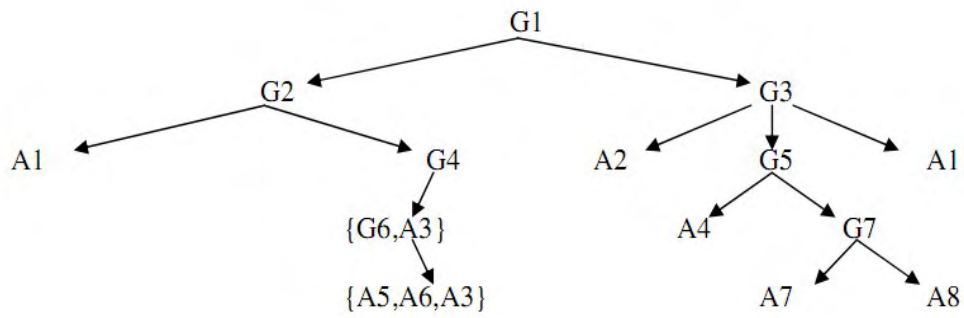 G1
G2 G3
A1 G4 A2 G5 A1
{G6,A3} A4 G7
{A5,A6,A3} A7 A8